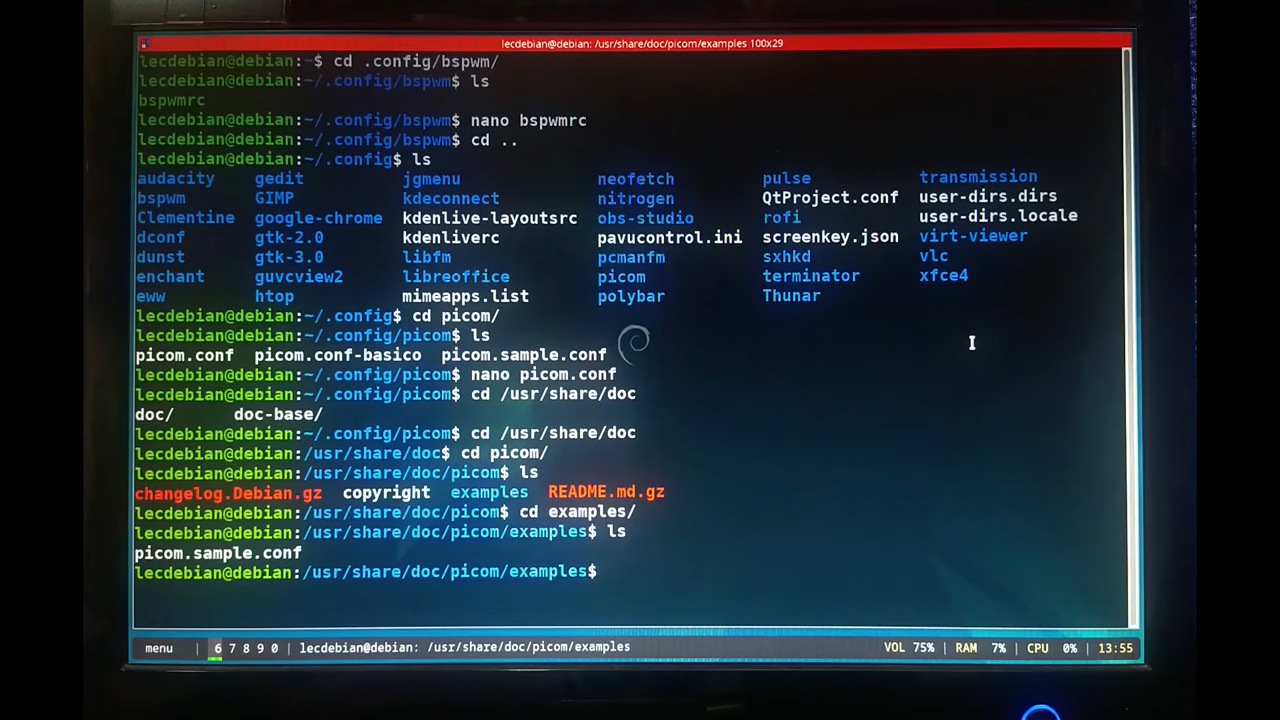 lecdebian@debian: /usr/share/doc/picom/examples 100x29
lecdebian@debian:~$ cd .config/bspwm/
lecdebian@debian:~/.config/bspwm$ ls
bspwmrc
lecdebian@debian:~/.config/bspwm$ nano bspwmrc
lecdebian@debian:~/.config/bspwm$ cd ..
lecdebian@debian:~/.config$ ls
audacity gedit jgmenu neofetch pulse transmission
bspwm GIMP kdeconnect nitrogen QtProject.conf user-dirs.dirs
Clementine google-chrome kdenlive-layoutsrc obs-studio rofi user-dirs.locale
dconf gtk-2.0 kdenliverc pavucontrol.ini screenkey.json virt-viewer
dunst gtk-3.0 libfm pcmanfm sxhkd vlc
enchant guvcview2 libreoffice picom terminator xfce4
eww htop mimeapps.list polybar Thunar
lecdebian@debian:~/.config$ cd picom/
lecdebian@debian:~/.config/picom$ ls
picom.conf picom.conf-basico picom.sample.conf
lecdebian@debian:~/.config/picom$ nano picom.conf
lecdebian@debian:~/.config/picom$ cd /usr/share/doc
doc/ doc-base/
lecdebian@debian:~/.config/picom$ cd /usr/share/doc
lecdebian@debian:/usr/share/doc$ cd picom/
lecdebian@debian:/usr/share/doc/picom$ ls
changelog.Debian.gz copyright examples README.md.gz
lecdebian@debian:/usr/share/doc/picom$ cd examples/
lecdebian@debian:/usr/share/doc/picom/examples$ ls
picom.sample.conf
lecdebian@debian:/usr/share/doc/picom/examples$
menu | 6 7 8 9 0 | lecdebian@debian: /usr/share/doc/picom/examples VOL 75% | RAM 7% | CPU 0% | 13:55